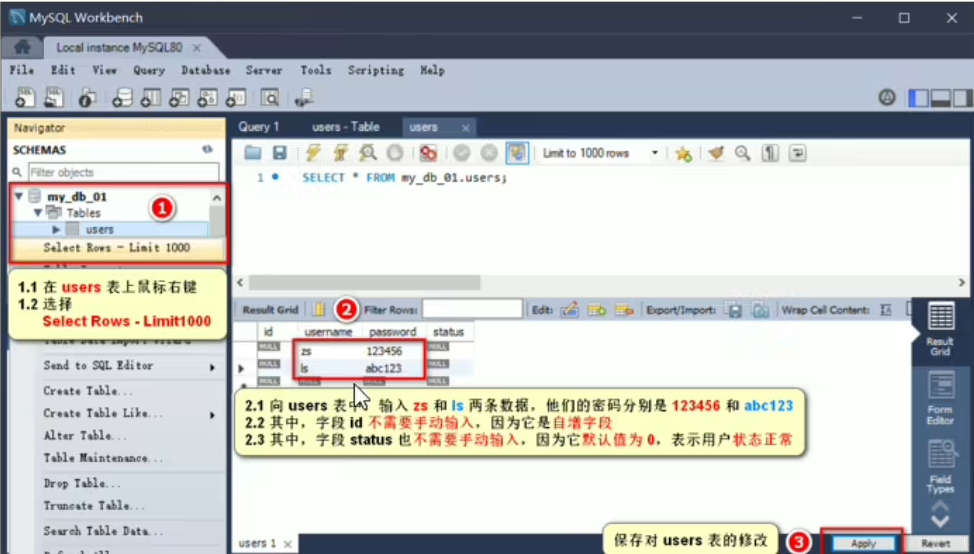 MySQL Workbench
Local instance MySQL80
File Edit View Query Database Server Tools Scripting Help
Navigator
SCHEMAS
Filter objects
my_db_01
Tables
users
Select Rows - Limit 1000
1
1.1 在 users 表上鼠标右键
1.2 选择
Select Rows - Limit1000
Table Data Import Wizard
Send to SQL Editor
Create Table...
Create Table Like...
Alter Table...
Table Maintenance...
Drop Table...
Truncate Table...
Search Table Data...
Query 1 users - Table users
Limit to 1000 rows
1 SELECT * FROM my_db_01.users;
Result Grid 2 Filter Rows: Edit: Export/Import: Wrap Cell Content:
id username password status
NULL zs 123456 NULL
NULL ls abc123 NULL
NULL NULL NULL NULL
2.1 向 users 表中 输入 zs 和 ls 两条数据，他们的密码分别是 123456 和 abc123
2.2 其中，字段 id 不需要手动输入，因为它是自增字段
2.3 其中，字段 status 也不需要手动输入，因为它默认值为 0，表示用户状态正常
Result
Grid
Form
Editor
Field
Types
users 1
保存对 users 表的修改 3 Apply Revert